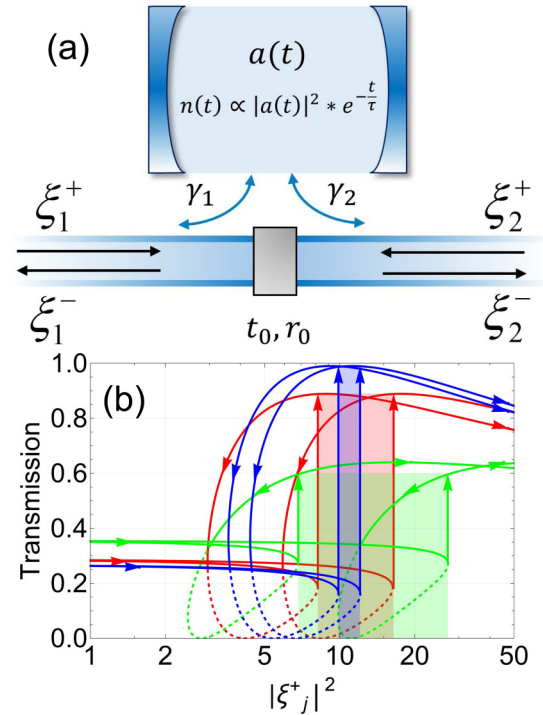 (a)
a(t)
n(t) ∝ |a(t)|² * e^{-t/τ}
γ₁ γ₂
ξ₁⁺ ξ₂⁺
ξ₁⁻ ξ₂⁻
t₀, r₀
(b)
Transmission
1.0
0.8
0.6
0.4
0.2
0.0
1 2 5 10 20 50
|ξ⁺ⱼ|²